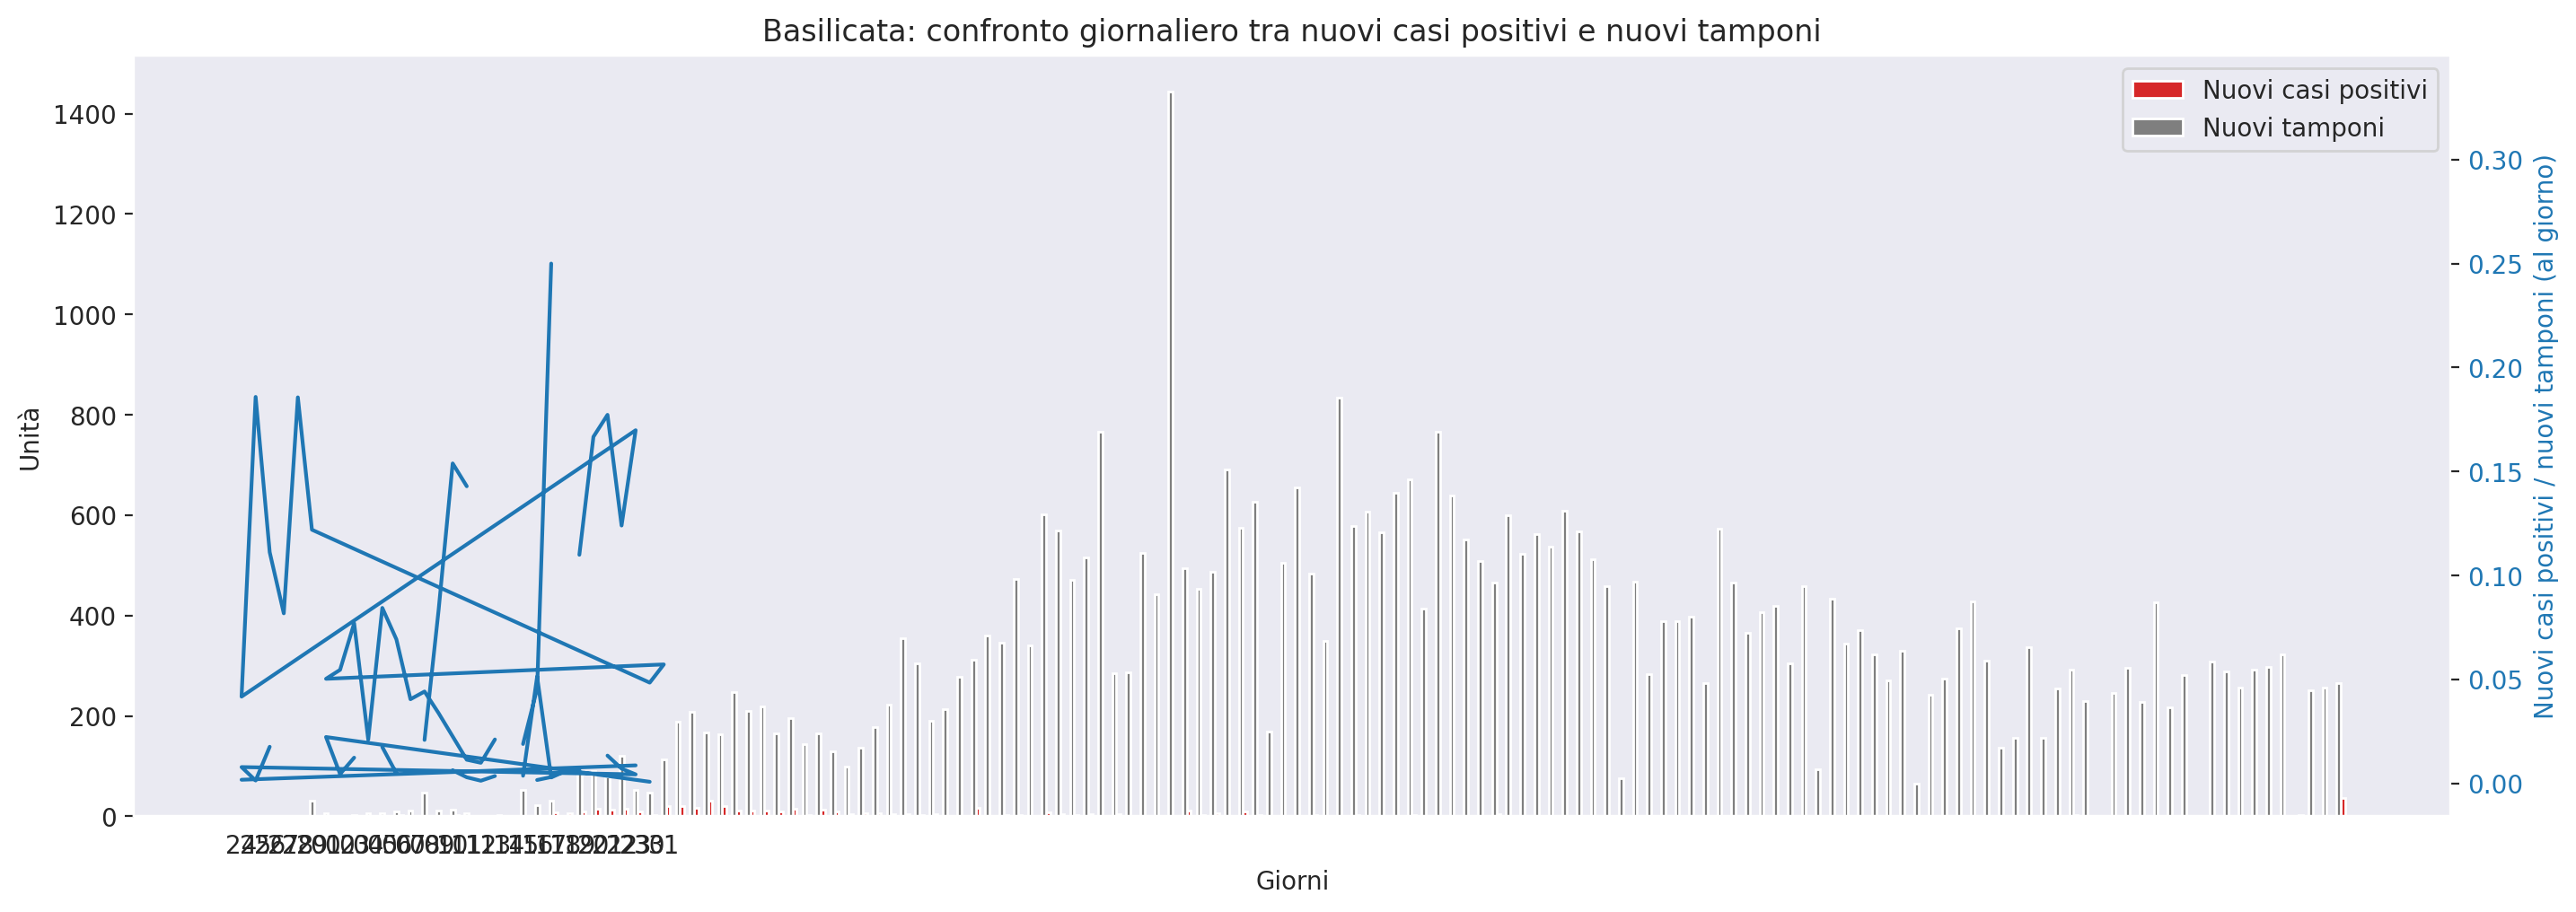 Basilicata: confronto giornaliero tra nuovi casi positivi e nuovi tamponi
Nuovi casi positivi
Nuovi tamponi
1400
1200
1000
800
600
400
200
0
Unità
0.30
0.25
0.20
0.15
0.10
0.05
0.00
Nuovi casi positivi / nuovi tamponi (al giorno)
Giorni